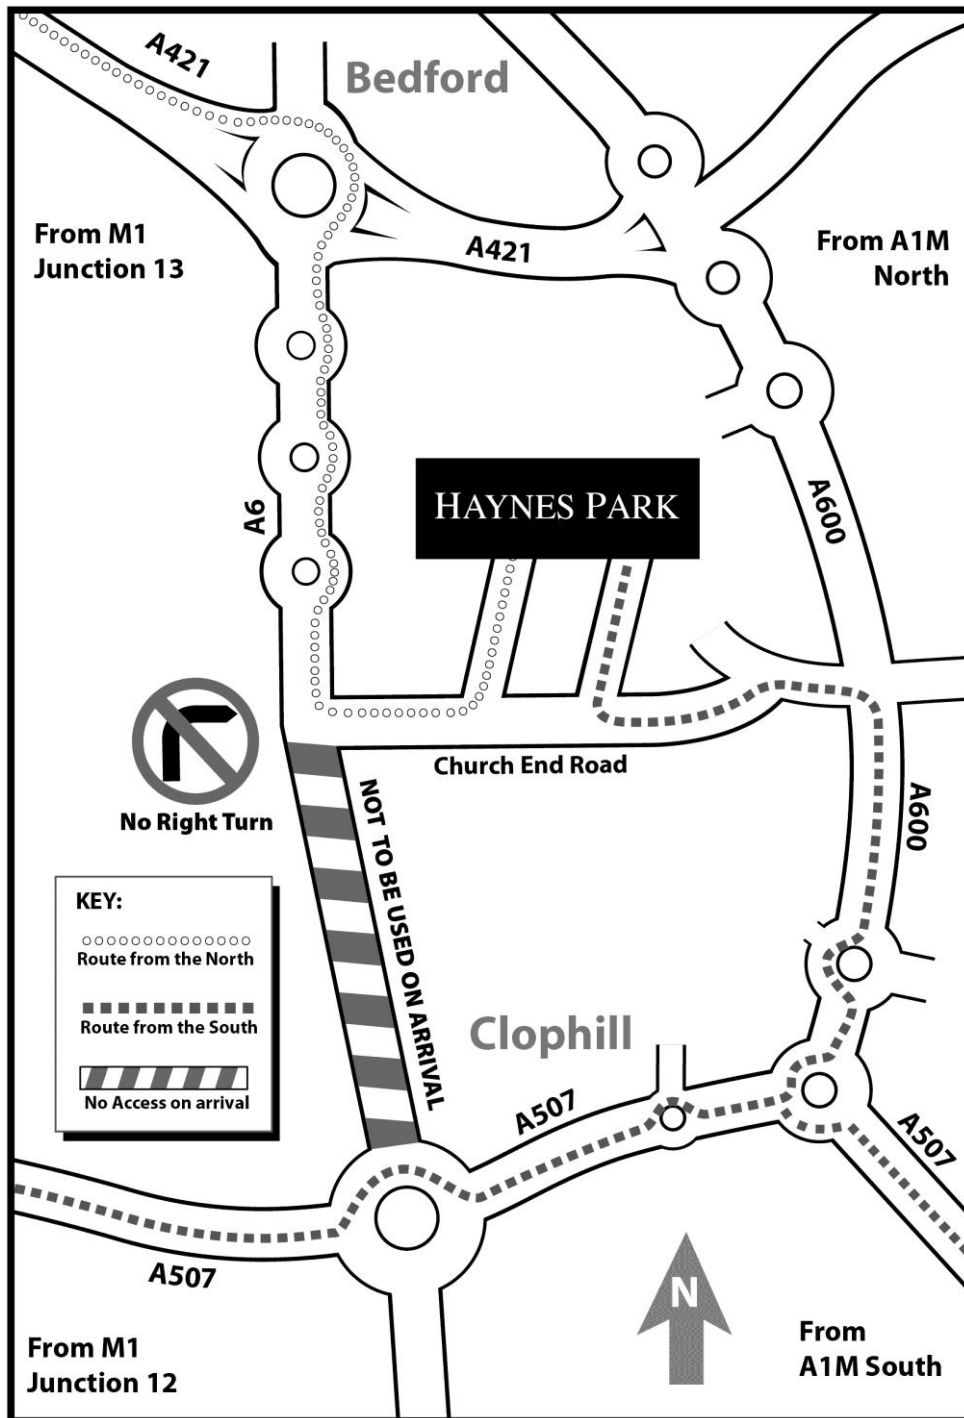 A421
Bedford
From M1
Junction 13
A421
From A1M
North
A6
HAYNES PARK
A600
Church End Road
No Right Turn
NOT TO BE USED ON ARRIVAL
A600
KEY:
Route from the North
Route from the South
No Access on arrival
Clophill
A507
A507
A507
N
From M1
Junction 12
From
A1M South